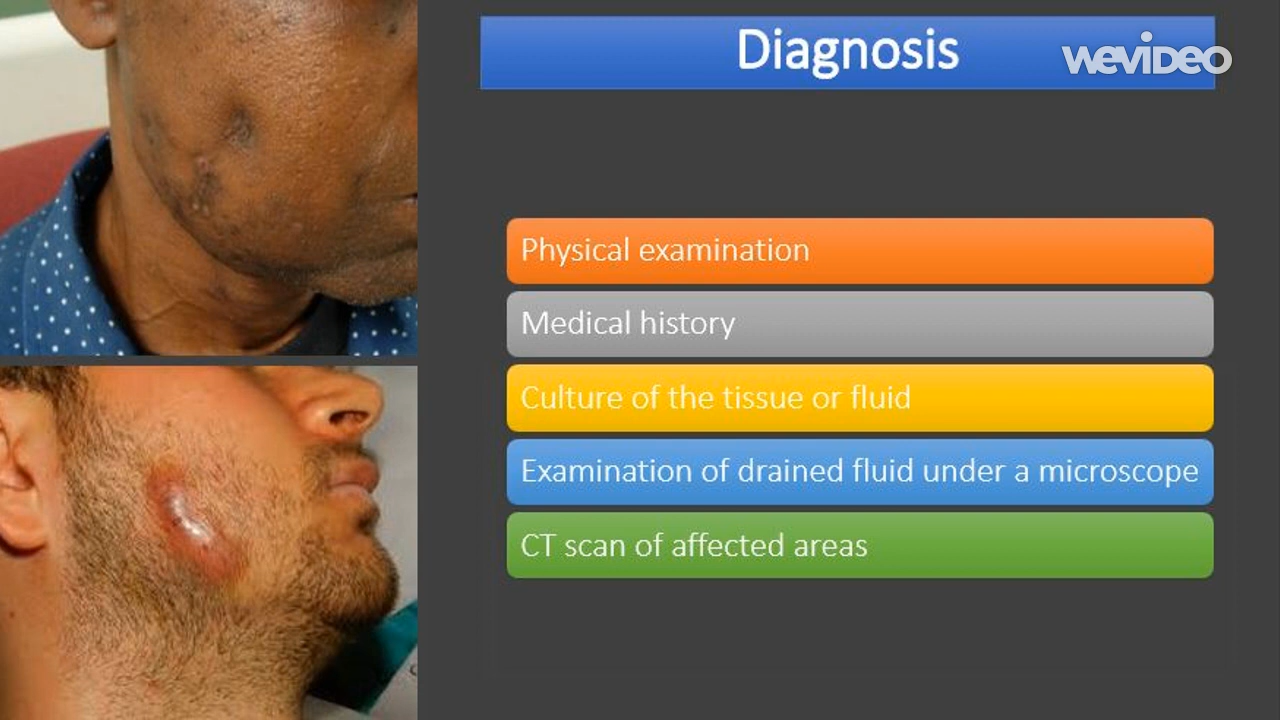 Diagnosis
WEVIDEO
Physical examination
Medical history
Culture of the tissue or fluid
Examination of drained fluid under a microscope
CT scan of affected areas